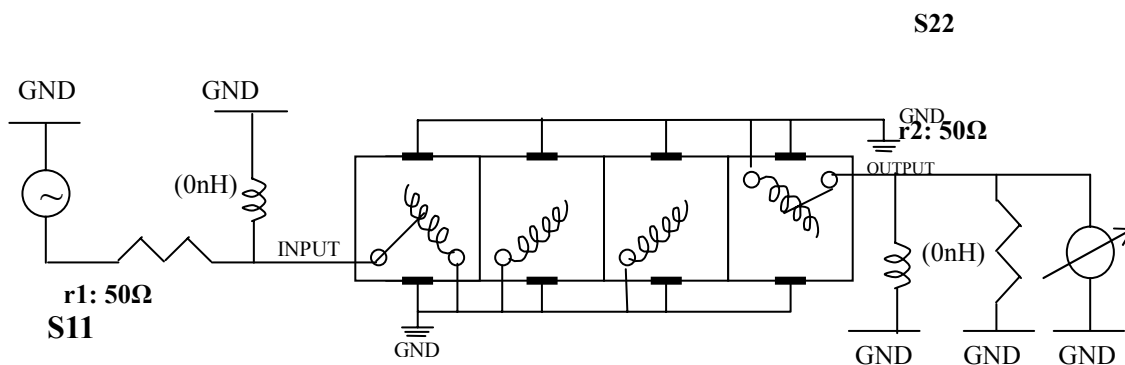 S22
GND
GND
GND
r2: 50Ω
(0nH)
OUTPUT
INPUT
(0nH)
r1: 50Ω
S11
GND
GND
GND
GND